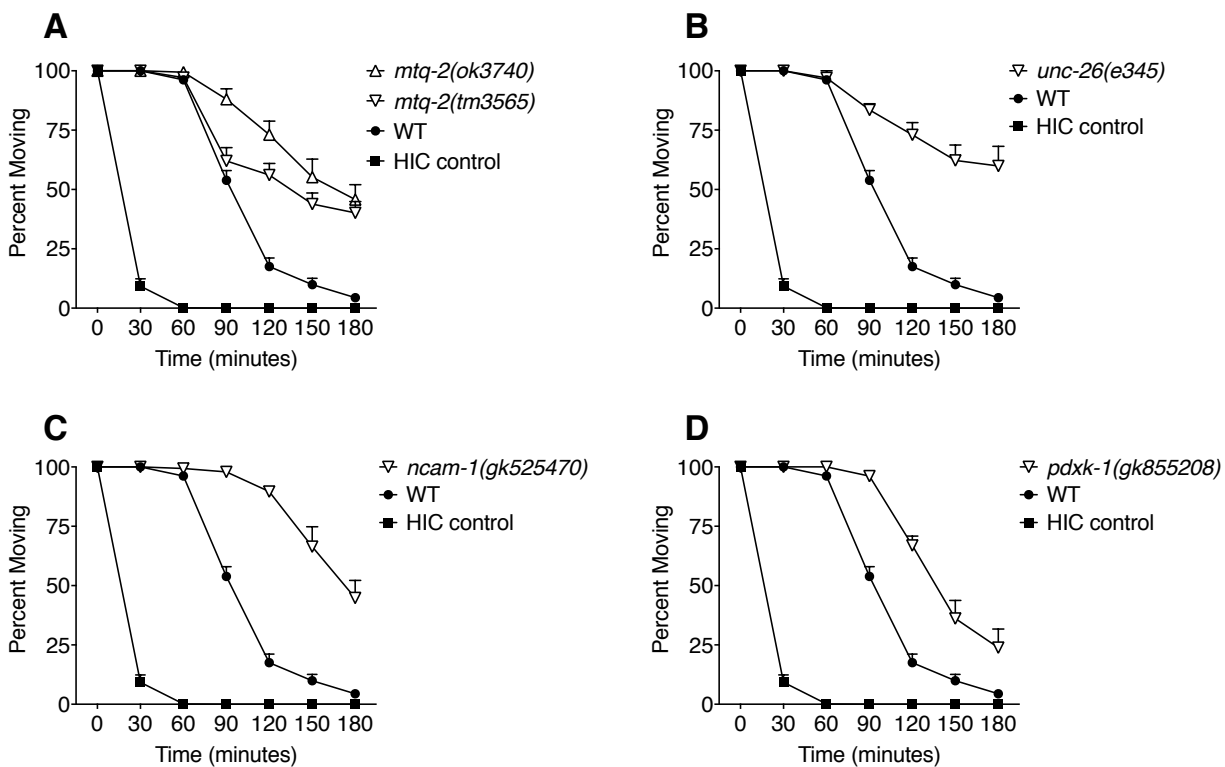 A
Percent Moving
100
75
50
25
0
0 30 60 90 120 150 180
Time (minutes)
mtq-2(ok3740)
mtq-2(tm3565)
WT
HIC control
B
Percent Moving
100
75
50
25
0
0 30 60 90 120 150 180
Time (minutes)
unc-26(e345)
WT
HIC control
C
Percent Moving
100
75
50
25
0
0 30 60 90 120 150 180
Time (minutes)
ncam-1(gk525470)
WT
HIC control
D
Percent Moving
100
75
50
25
0
0 30 60 90 120 150 180
Time (minutes)
pdxk-1(gk855208)
WT
HIC control